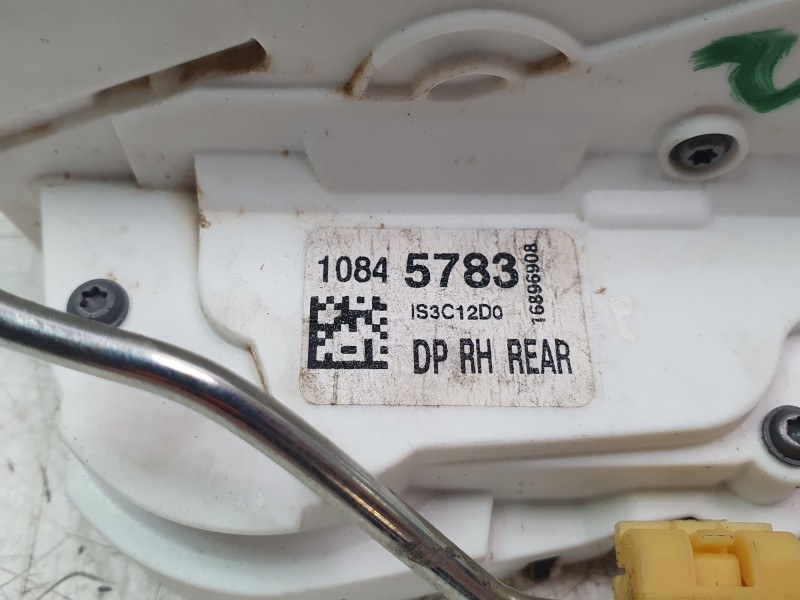 1084 5783
IS3C12D0
16896908
DP RH REAR